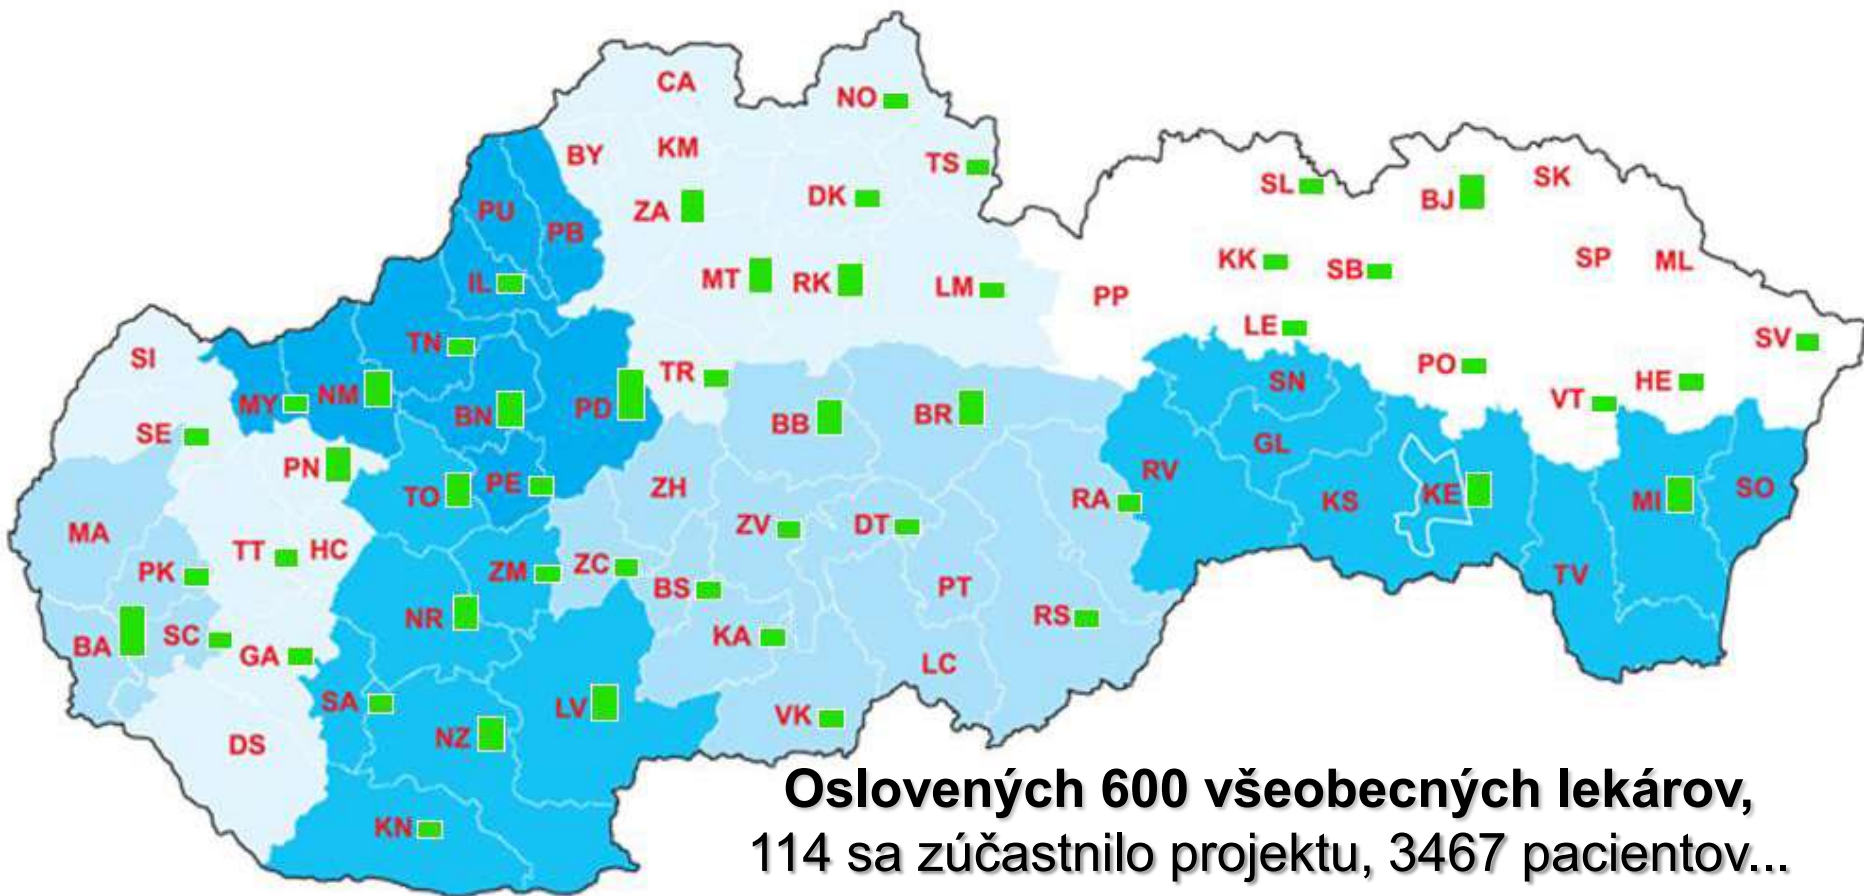 CA
NO
BY
KM
TS
SL
SK
BJ
PU
PB
ZA
DK
KK
SB
SP
ML
IL
MT
RK
LM
PP
TN
LE
SV
SI
TR
PO
HE
MY
NM
BN
PD
BB
BR
SN
VT
SE
PN
TO
PE
ZH
GL
RV
MA
ZV
DT
RA
KS
KE
MI
SO
PK
TT
HC
ZM
ZC
BS
PT
TV
BA
SC
GA
NR
KA
RS
LC
SA
LV
VK
DS
NZ
KN
Oslovených 600 všeobecných lekárov,
114 sa zúčastnilo projektu, 3467 pacientov...